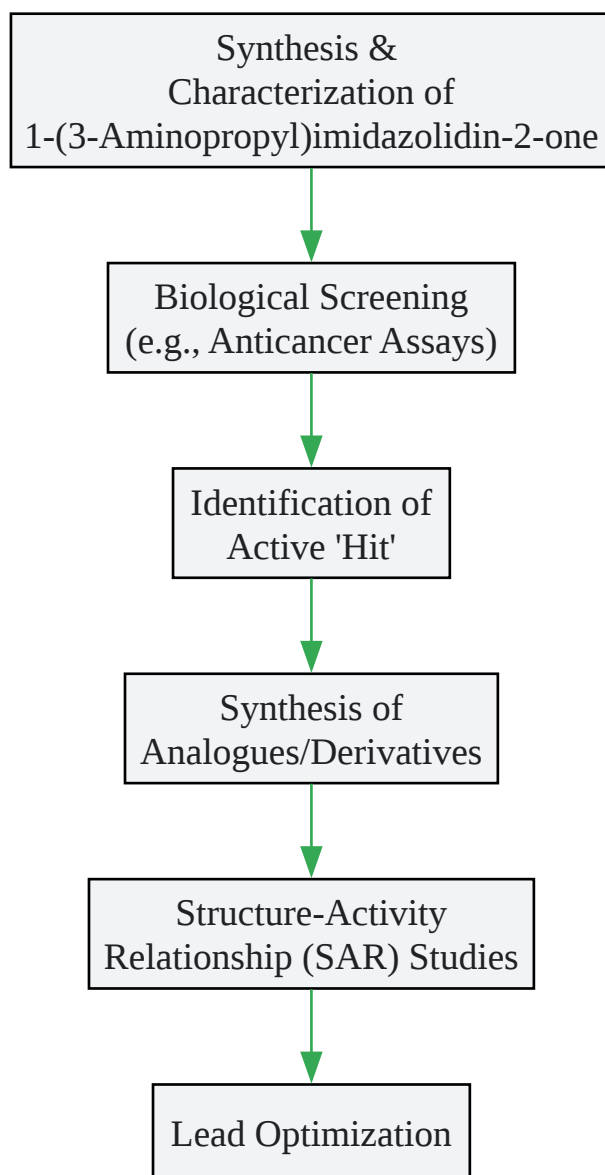 Synthesis &
Characterization of
1-(3-Aminopropyl)imidazolidin-2-one
Biological Screening
(e.g., Anticancer Assays)
Identification of
Active 'Hit'
Synthesis of
Analogues/Derivatives
Structure-Activity
Relationship (SAR) Studies
Lead Optimization